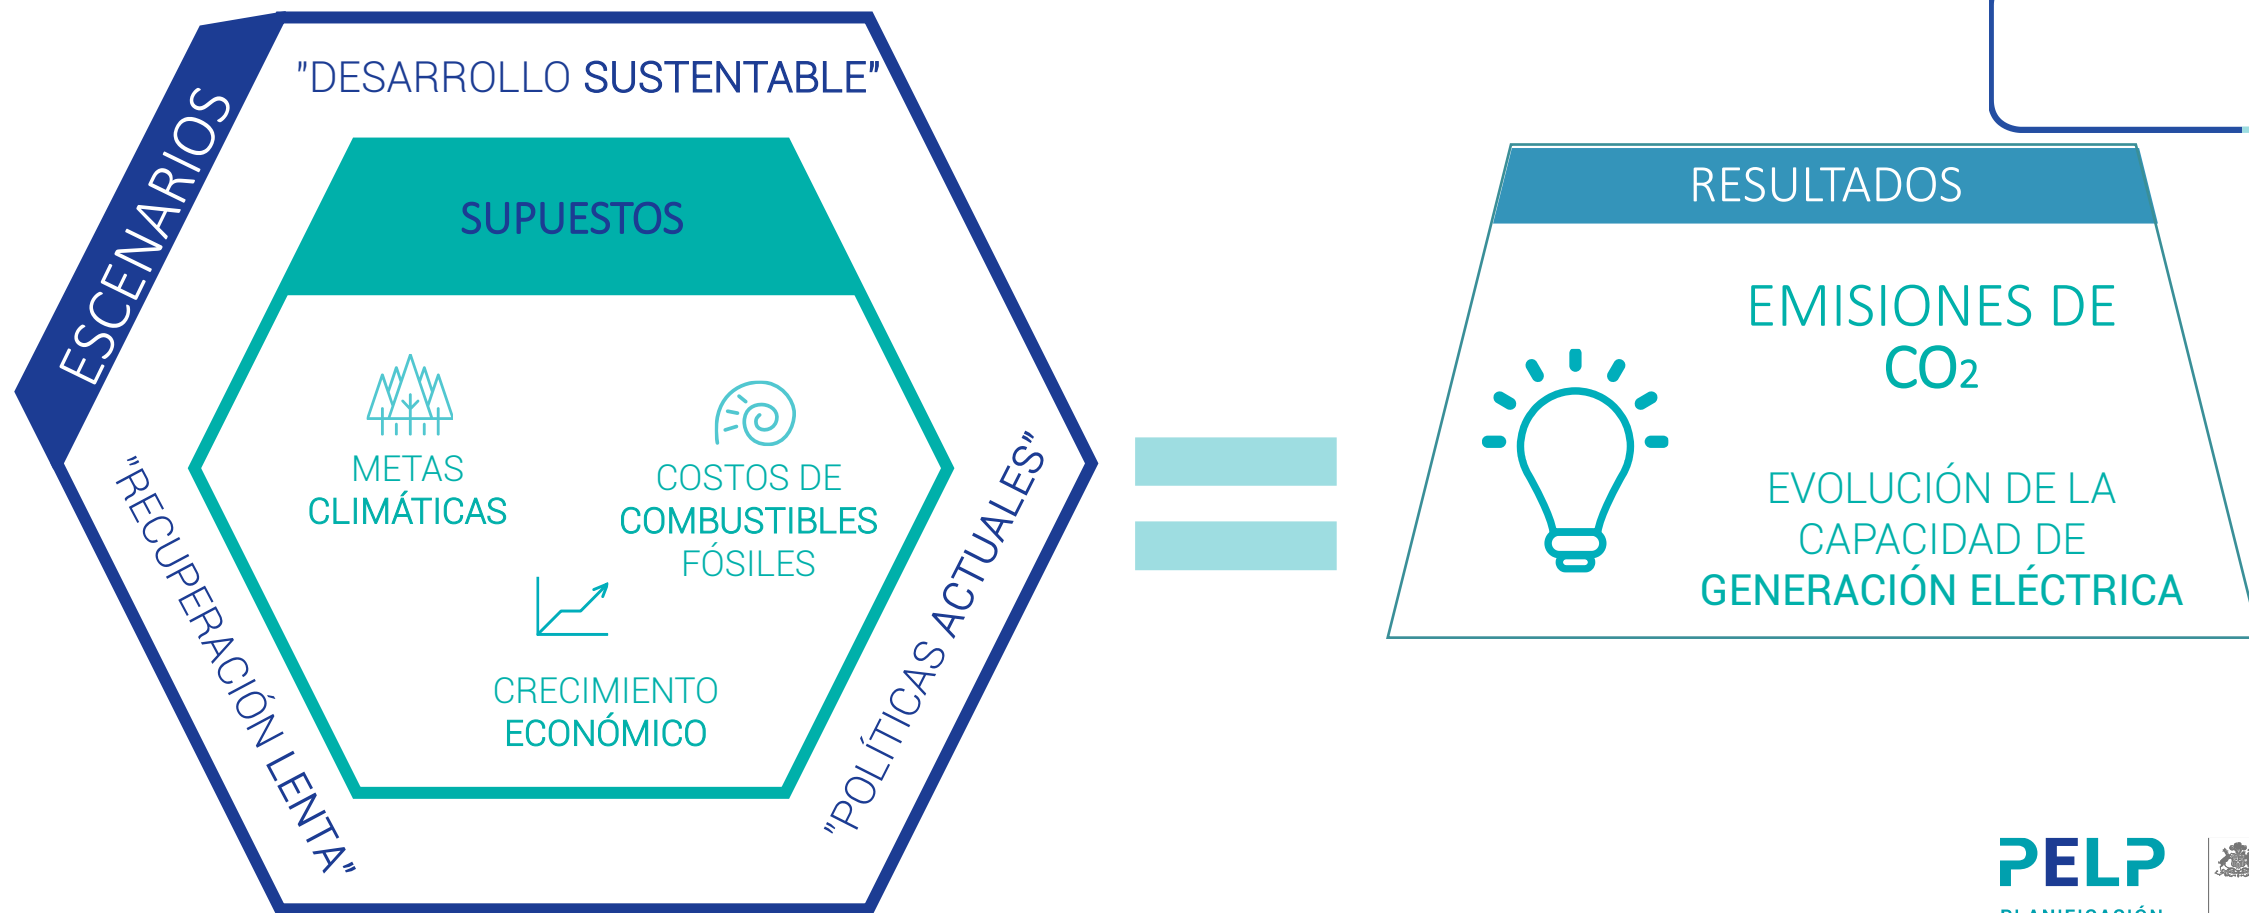 ESCENARIOS
"DESARROLLO SUSTENTABLE"
SUPUESTOS
METAS
CLIMÁTICAS
COSTOS DE
COMBUSTIBLES
FÓSILES
CRECIMIENTO
ECONÓMICO
"RECUPERACIÓN LENTA"
"POLÍTICAS ACTUALES"
RESULTADOS
EMISIONES DE
CO2
EVOLUCIÓN DE LA
CAPACIDAD DE
GENERACIÓN ELÉCTRICA
PELP
PLANIFICACIÓN